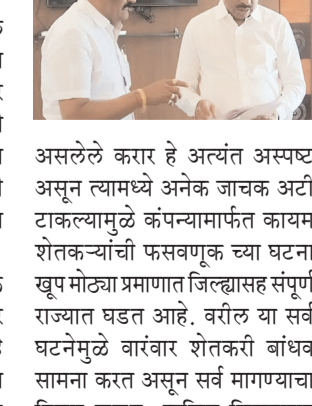 असलेले करार हे अत्यंत अस्पष्ट
असून त्यामध्ये अनेक जाचक अटी
टाकल्यामुळे कंपन्यामार्फत कायम
शेतकऱ्यांची फसवणूक च्या घटना
खूप मोठ्या प्रमाणात जिल्ह्यासह संपूर्ण
राज्यात घडत आहे. वरील या सर्व
घटनेमुळे वारंवार शेतकरी बांधव
सामना करत असून सर्व मागण्याचा